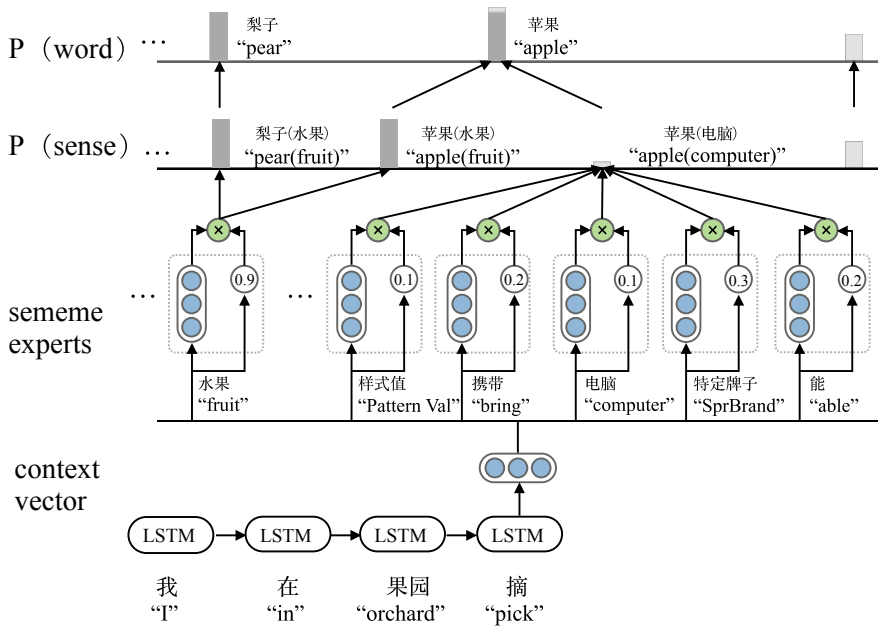 梨子
苹果
P（word） ... "pear"
"apple"
梨子(水果)
苹果(水果)
苹果(电脑)
P（sense） ... "pear(fruit)"
"apple(fruit)"
"apple(computer)"
× × × × × ×
... 0.9 ... 0.1 0.2 0.1 0.3 0.2
sememe
experts
水果
样式值
携带
电脑
特定牌子
能
"fruit"
"Pattern Val"
"bring"
"computer"
"SprBrand"
"able"
context
vector
LSTM LSTM LSTM LSTM
我 在 果园 摘
"I" "in" "orchard" "pick"